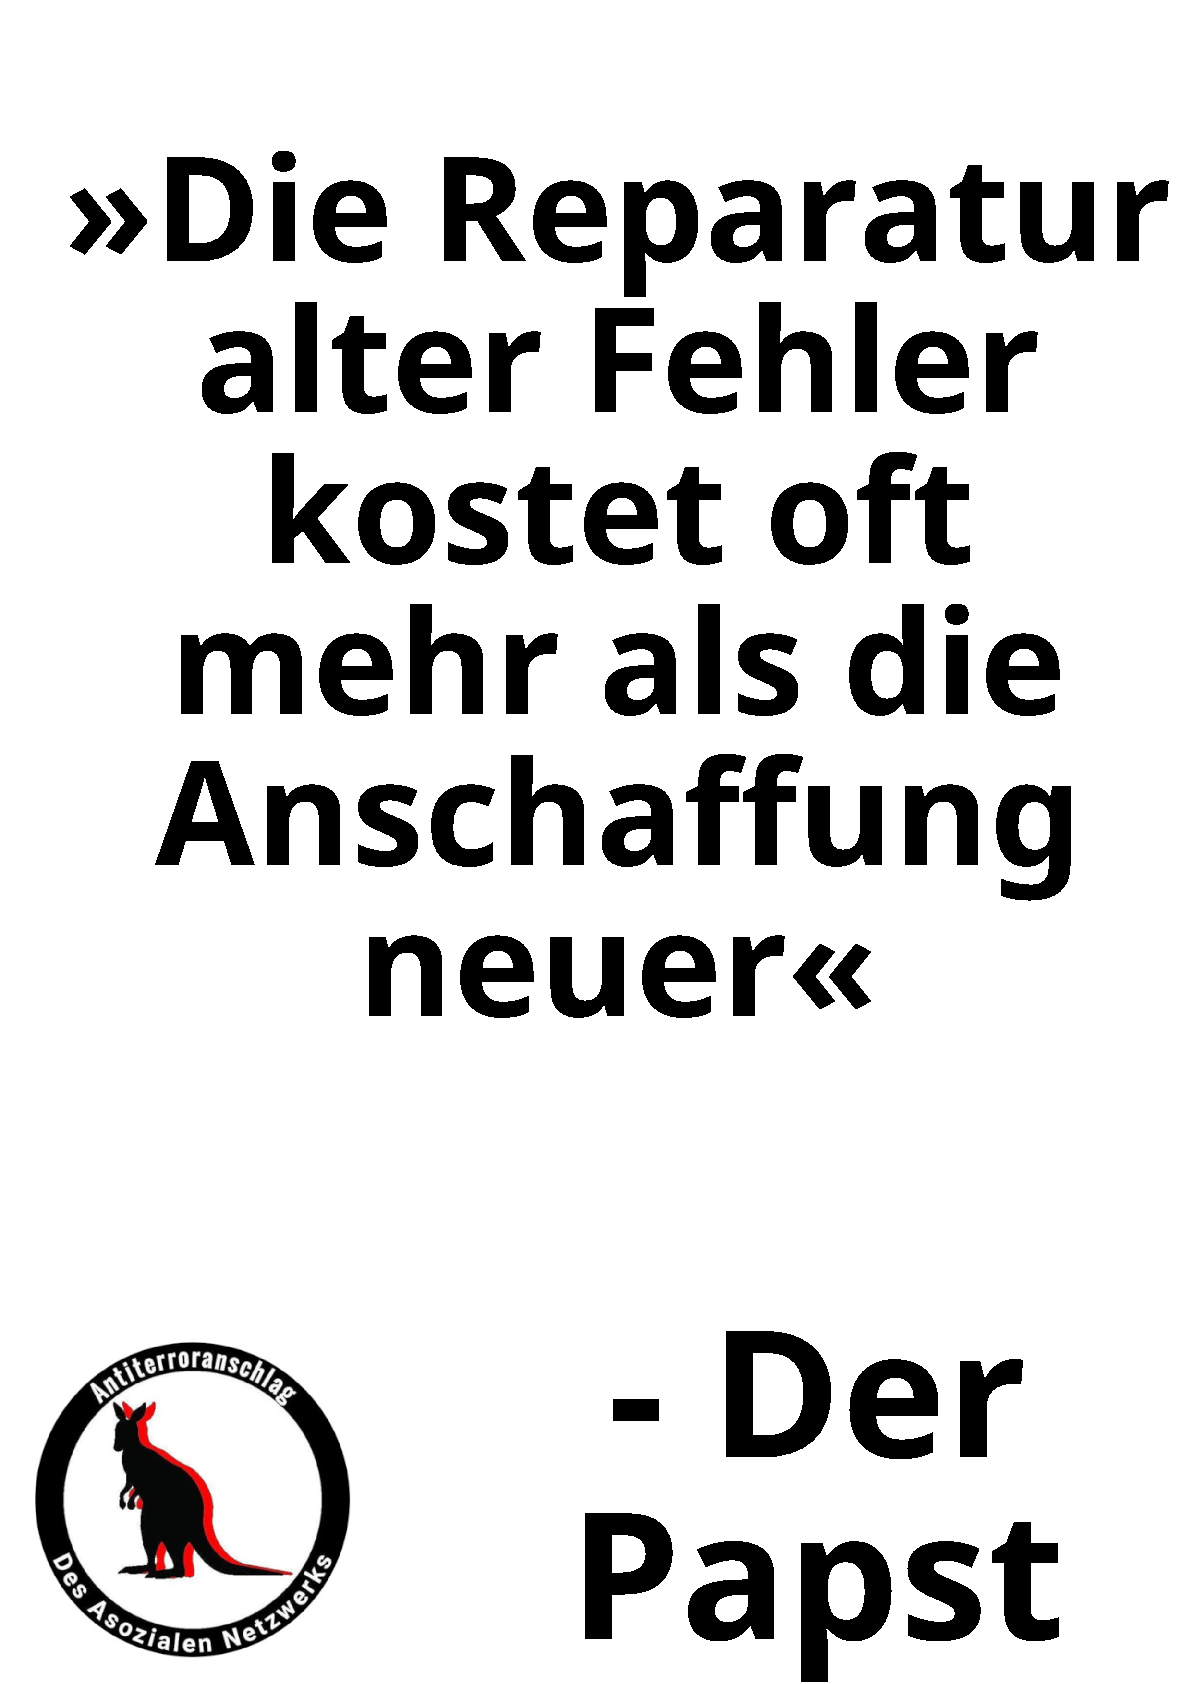 »Die Reparatur
alter Fehler
kostet oft
mehr als die
Anschaffung
neuer«
- Der
Papst
Antiterroranschlag
Des Asozialen Netzwerks